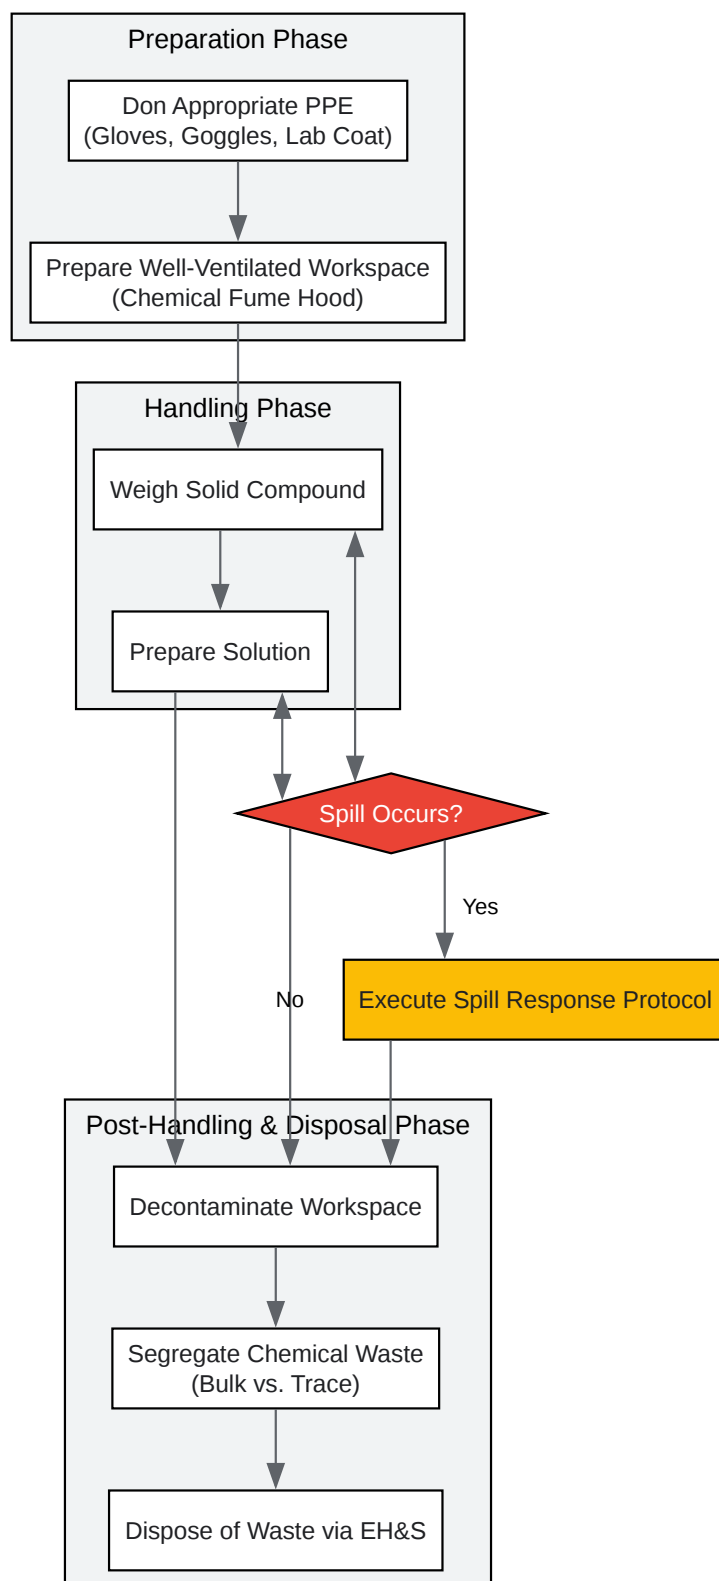 Preparation Phase
Don Appropriate PPE
(Gloves, Goggles, Lab Coat)
Prepare Well-Ventilated Workspace
(Chemical Fume Hood)
Handling Phase
Weigh Solid Compound
Prepare Solution
Spill Occurs?
Yes
No
Execute Spill Response Protocol
Post-Handling & Disposal Phase
Decontaminate Workspace
Segregate Chemical Waste
(Bulk vs. Trace)
Dispose of Waste via EH&S